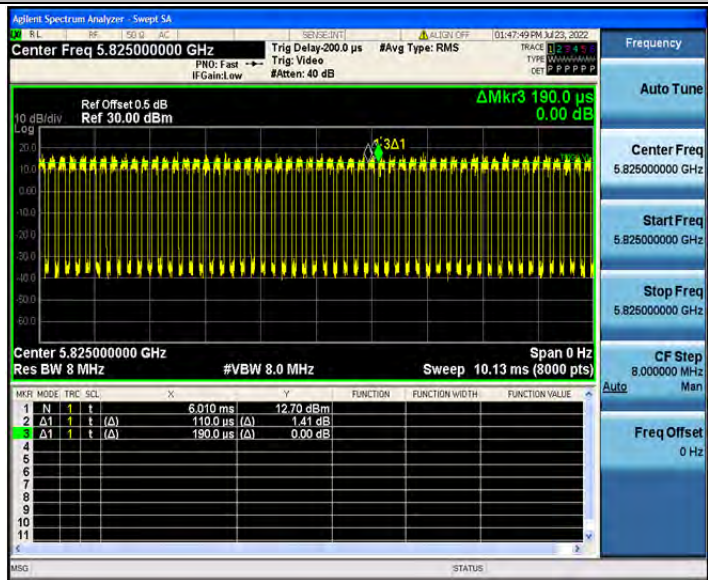 Agilent Spectrum Analyzer - Swept SA
RL RF 50 Ω AC SENSE:INT ALIGN OFF 01:47:49 PM Jul 23, 2022
Center Freq 5.825000000 GHz
PNO: Fast
IFGain:Low
Trig Delay-200.0 µs
Trig: Video
#Atten: 40 dB
#Avg Type: RMS
TRACE 1 2 3 4 5 6
TYPE
DET P P P P P P
Frequency
Auto Tune
Center Freq
5.825000000 GHz
Start Freq
5.825000000 GHz
Stop Freq
5.825000000 GHz
CF Step
8.000000 MHz
Auto Man
Freq Offset
0 Hz
ΔMkr3 190.0 µs
0.00 dB
Ref Offset 0.5 dB
10 dB/div Ref 30.00 dBm
Log
20.0
10.0
0.00
-10.0
-20.0
-30.0
-40.0
-50.0
-60.0
3Δ1
Center 5.825000000 GHz Span 0 Hz
Res BW 8 MHz #VBW 8.0 MHz Sweep 10.13 ms (8000 pts)
MKR MODE TRC SCL X Y FUNCTION FUNCTION WIDTH FUNCTION VALUE
1 N 1 t 6.010 ms 12.70 dBm
2 Δ1 1 t (Δ) 110.0 µs (Δ) 1.41 dB
3 Δ1 1 t (Δ) 190.0 µs (Δ) 0.00 dB
4
5
6
7
8
9
10
11
MSG STATUS